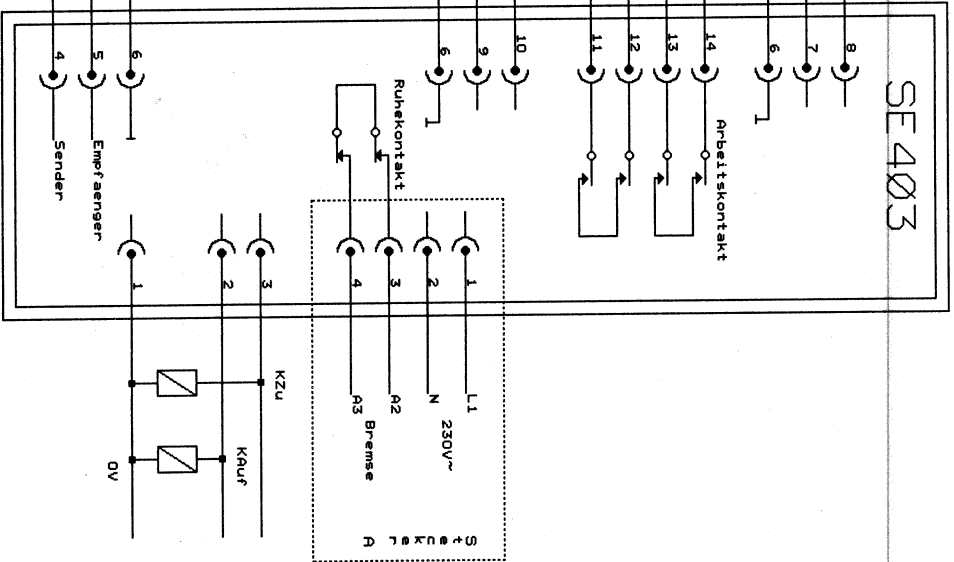 SE403
4
5
6
6
9
10
11
12
13
14
6
7
8
Sender
Empfaenger
Ruhekontakt
Arbeitskontakt
1
2
3
4
3
2
1
KZu
KAuf
0V
A3
A2
N
L1
Bremse
230V~
Stecker A